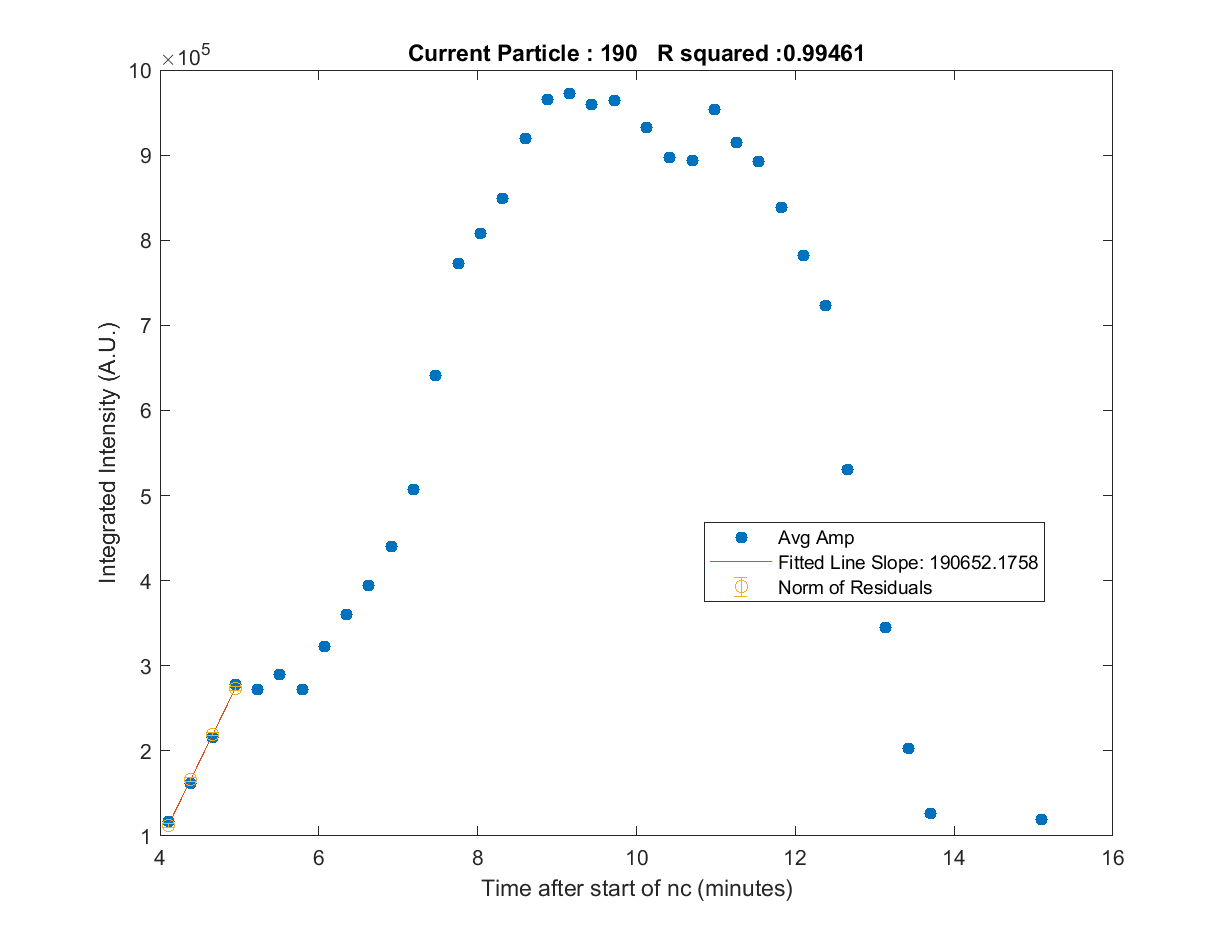 Current Particle : 190 R squared :0.99461
×10^5
10
9
8
7
6
5
4
3
2
1
Integrated Intensity (A.U.)
Avg Amp
Fitted Line Slope: 190652.1758
Norm of Residuals
4 6 8 10 12 14 16
Time after start of nc (minutes)